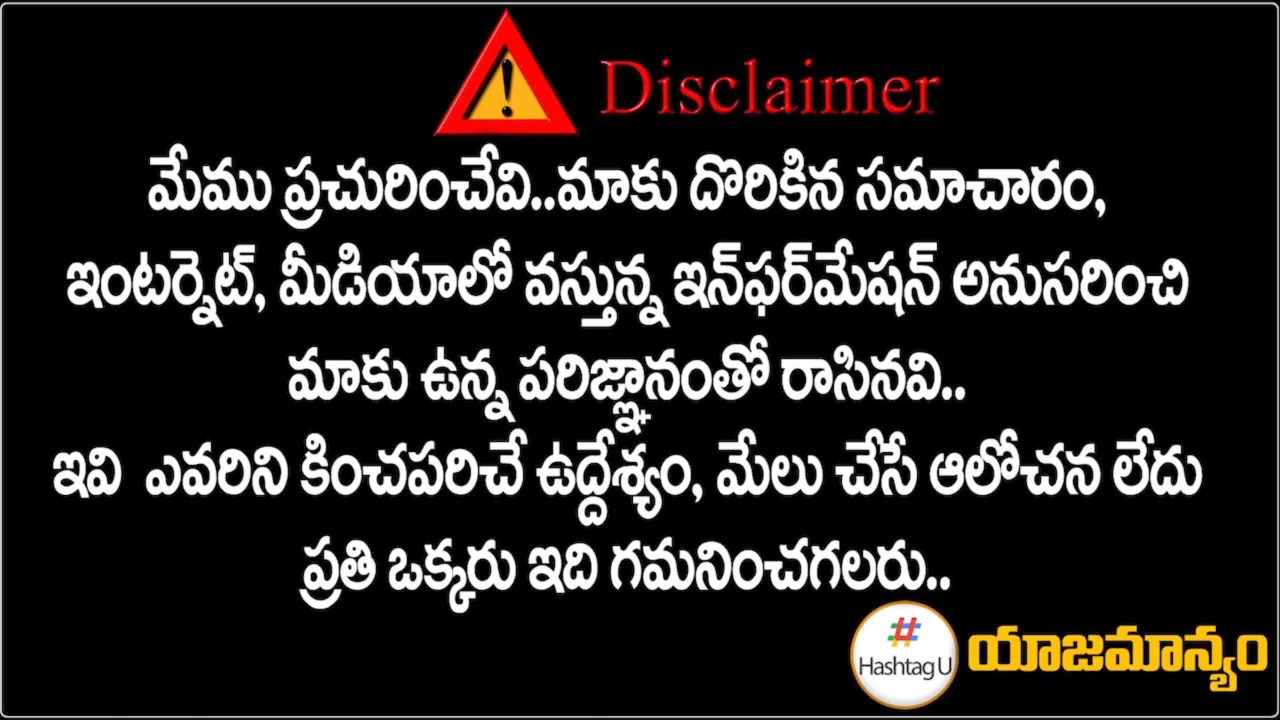 Disclaimer
మేము ప్రచురించేవి..మాకు దొరికిన సమాచారం,
ఇంటర్నెట్, మీడియాలో వస్తున్న ఇన్‌ఫర్‌మేషన్ అనుసరించి
మాకు ఉన్న పరిజ్ఞానంతో రాసినవి..
ఇవి ఎవరిని కించపరిచే ఉద్దేశ్యం, మేలు చేసే ఆలోచన లేదు
ప్రతి ఒక్కరు ఇది గమనించగలరు..
#
Hashtag U
యాజమాన్యం